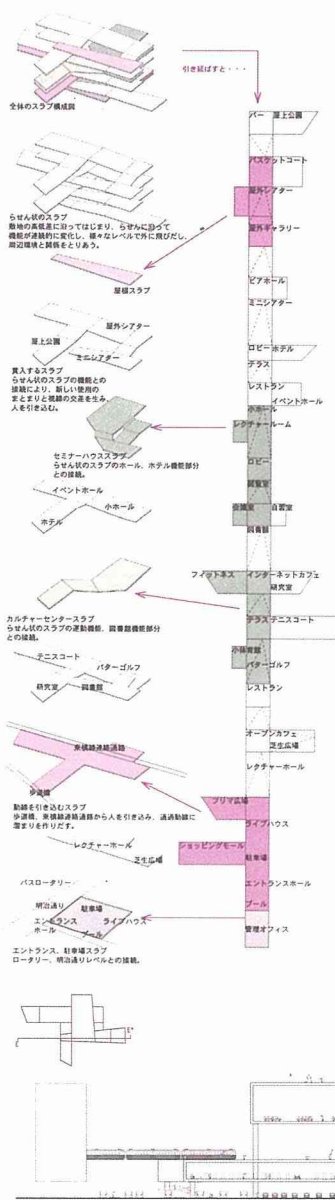 引き延ばすと・・・
全体のスラブ構成図
らせん状のスラブ
敷地の高低差に沿ってはじまり、らせんに沿って
機能が連続的に変化し、様々なレベルで外に飛びだし、
周辺環境と関係をとりあう。
屋根スラブ
屋外シアター
屋上公園
ミニシアター
貫入するスラブ
らせん状のスラブの機能との
接続により、新しい使用の
まとまりと視線の交差を生み、
人を引き込む。
セミナーハウススラブ
らせん状のスラブのホール、ホテル機能部分
との接続。
イベントホール
小ホール
ホテル
カルチャーセンタースラブ
らせん状のスラブの運動機能、図書館機能部分
との接続。
テニスコート
パターゴルフ
研究室 図書館
東横線連絡通路
歩道橋
動線を引き込むスラブ
歩道橋、東横線連絡通路から人を引き込み、通過動線に
溜まりを作りだす。
レクチャーホール
芝生広場
バスロータリー
明治通り 駐車場
エントランス ライブハウス
ホール プール
エントランス、駐車場スラブ
ロータリー、明治通りレベルとの接続。
バー 屋上公園
バスケットコート
屋外シアター
屋外ギャラリー
ビアホール
ミニシアター
ロビー ホテル
テラス
レストラン
イベントホール
小ホール
レクチャールーム
ロビー
閲覧室
会議室 自習室
図書館
フィットネス インターネットカフェ
研究室
テラス テニスコート
小体育館
パターゴルフ
レストラン
オープンカフェ
芝生広場
レクチャーホール
フリマ広場
ライブハウス
ショッピングモール
駐車場
エントランスホール
プール
管理オフィス